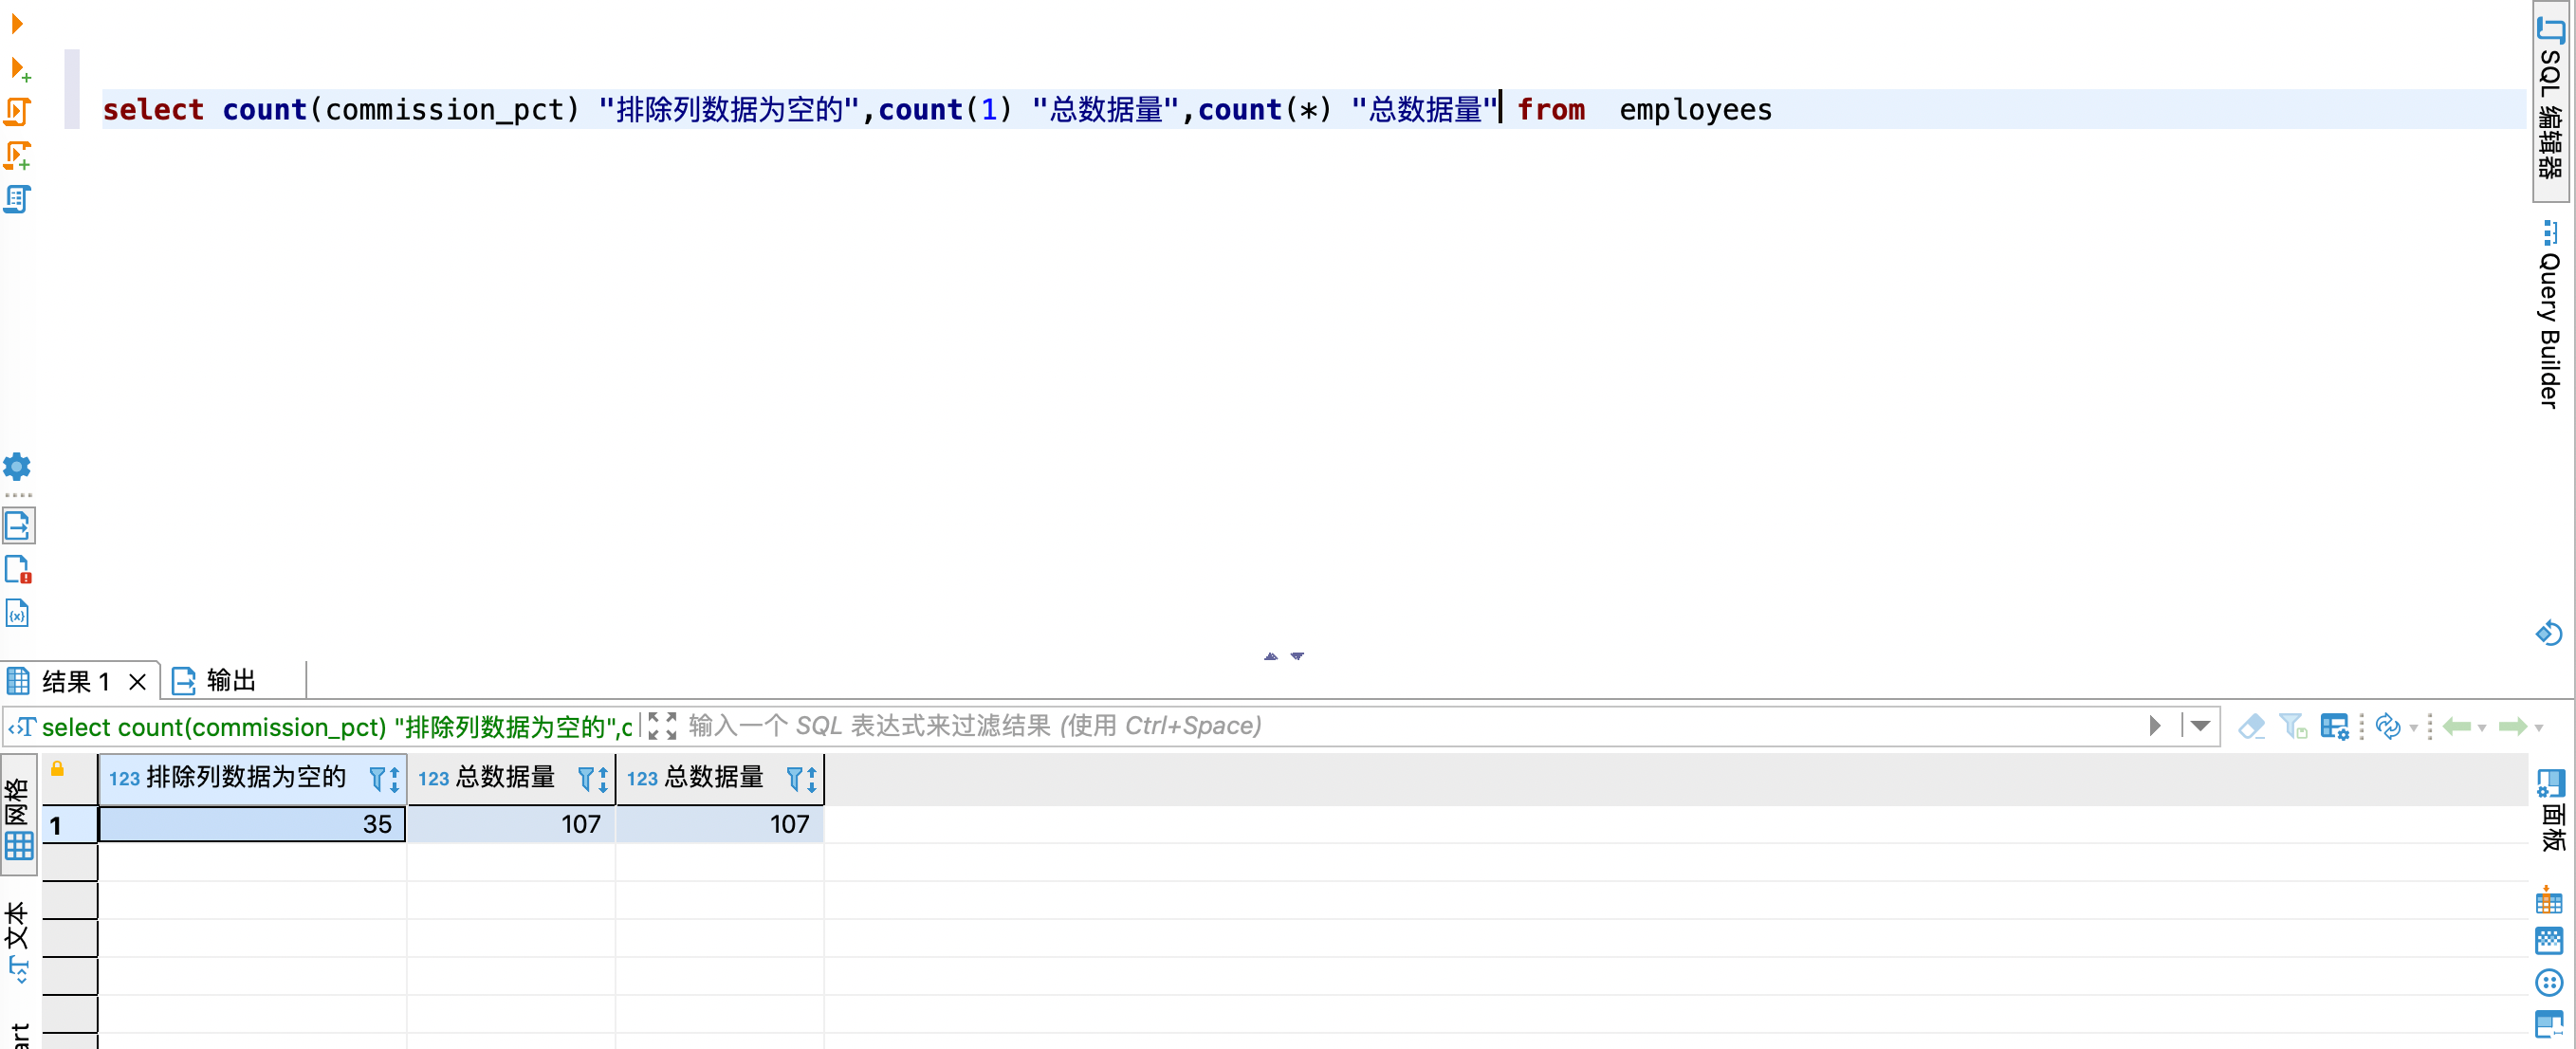 select count(commission_pct) "排除列数据为空的",count(1) "总数据量",count(*) "总数据量" from  employees
SQL 编辑器
Query Builder
结果 1
输出
select count(commission_pct) "排除列数据为空的",c
输入一个 SQL 表达式来过滤结果 (使用 Ctrl+Space)
网格
文本
art
123 排除列数据为空的
123 总数据量
123 总数据量
1
35
107
107
面板